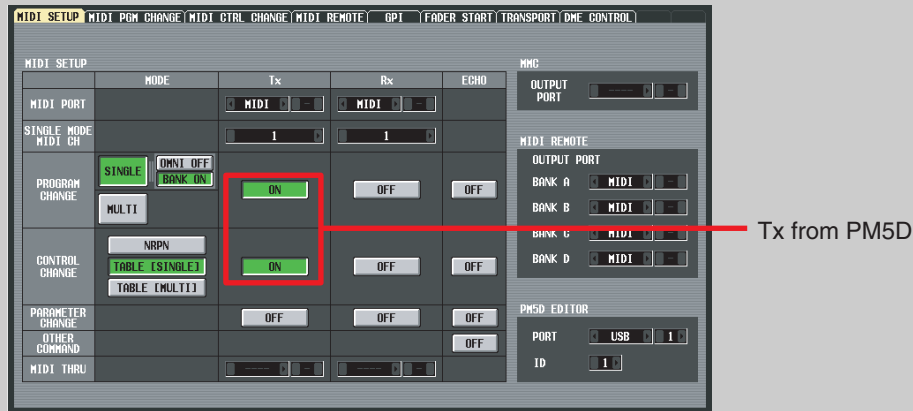 MIDI SETUP MIDI PGM CHANGE MIDI CTRL CHANGE MIDI REMOTE GPI FADER START TRANSPORT DME CONTROL
MIDI SETUP
MODE Tx Rx ECHO
MIDI PORT MIDI - MIDI -
SINGLE MODE
MIDI CH
1 1
PROGRAM
CHANGE
SINGLE OMNI OFF
BANK ON
MULTI
ON OFF OFF
CONTROL
CHANGE
NRPN
TABLE [SINGLE]
TABLE [MULTI]
ON OFF OFF
PARAMETER
CHANGE
OFF OFF OFF
OTHER
COMMAND
OFF
MIDI THRU ---- - ---- -
MMC
OUTPUT
PORT
---- -
MIDI REMOTE
OUTPUT PORT
BANK A MIDI -
BANK B MIDI -
BANK C MIDI -
BANK D MIDI -
PM5D EDITOR
PORT USB 1
ID 1
Tx from PM5D